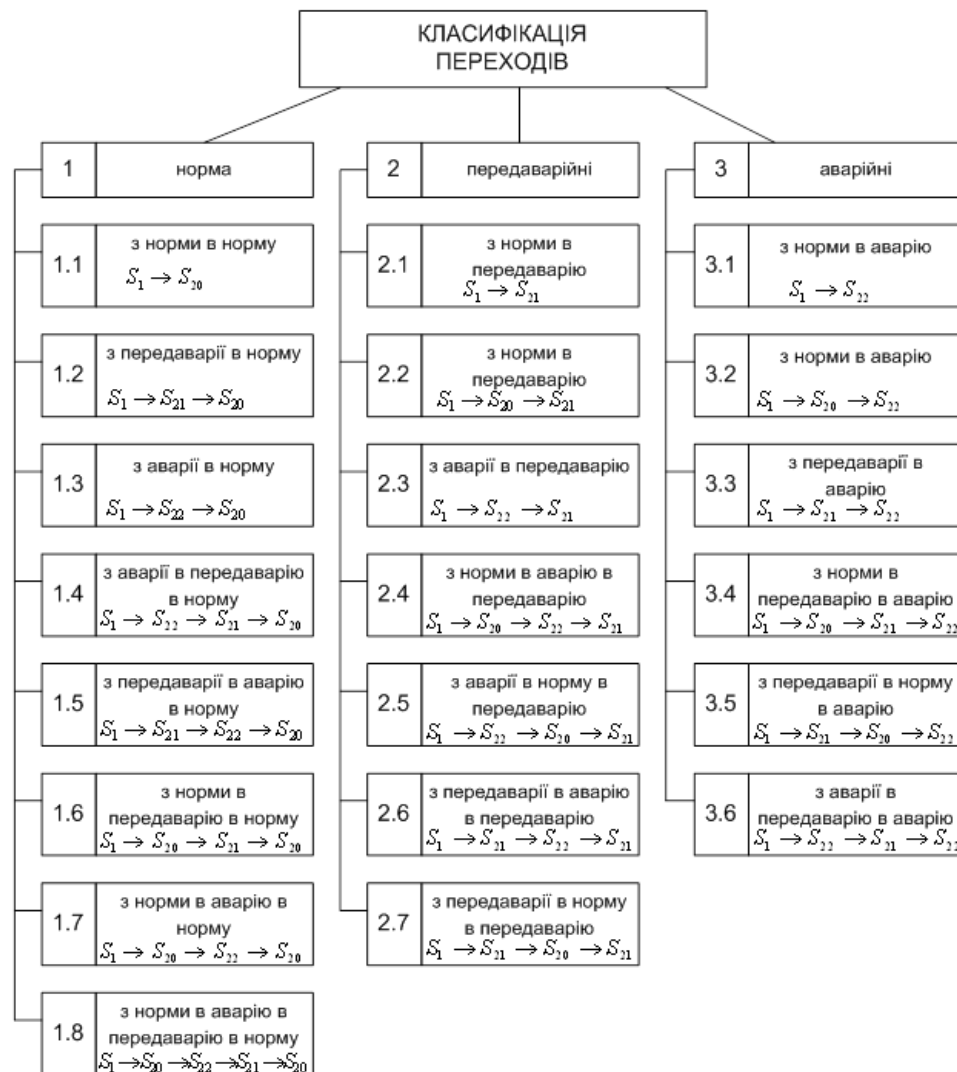 КЛАСИФІКАЦІЯ
ПЕРЕХОДІВ
1 норма
1.1 з норми в норму
S₁ → S₂₀
1.2 з передаварії в норму
S₁ → S₂₁ → S₂₀
1.3 з аварії в норму
S₁ → S₂₂ → S₂₀
1.4 з аварії в передаварію
в норму
S₁ → S₂₂ → S₂₁ → S₂₀
1.5 з передаварії в аварію
в норму
S₁ → S₂₁ → S₂₂ → S₂₀
1.6 з норми в
передаварію в норму
S₁ → S₂₀ → S₂₁ → S₂₀
1.7 з норми в аварію в
норму
S₁ → S₂₀ → S₂₂ → S₂₀
1.8 з норми в аварію в
передаварію в норму
S₁ → S₂₀ → S₂₂ → S₂₁ → S₂₀
2 передаварійні
2.1 з норми в
передаварію
S₁ → S₂₁
2.2 з норми в
передаварію
S₁ → S₂₀ → S₂₁
2.3 з аварії в передаварію
S₁ → S₂₂ → S₂₁
2.4 з норми в аварію в
передаварію
S₁ → S₂₀ → S₂₂ → S₂₁
2.5 з аварії в норму в
передаварію
S₁ → S₂₂ → S₂₀ → S₂₁
2.6 з передаварії в аварію
в передаварію
S₁ → S₂₁ → S₂₂ → S₂₁
2.7 з передаварії в норму
в передаварію
S₁ → S₂₁ → S₂₀ → S₂₁
3 аварійні
3.1 з норми в аварію
S₁ → S₂₂
3.2 з норми в аварію
S₁ → S₂₀ → S₂₂
3.3 з передаварії в
аварію
S₁ → S₂₁ → S₂₂
3.4 з норми в
передаварію в аварію
S₁ → S₂₀ → S₂₁ → S₂₂
3.5 з передаварії в норму
в аварію
S₁ → S₂₁ → S₂₀ → S₂₂
3.6 з аварії в
передаварію в аварію
S₁ → S₂₂ → S₂₁ → S₂₂